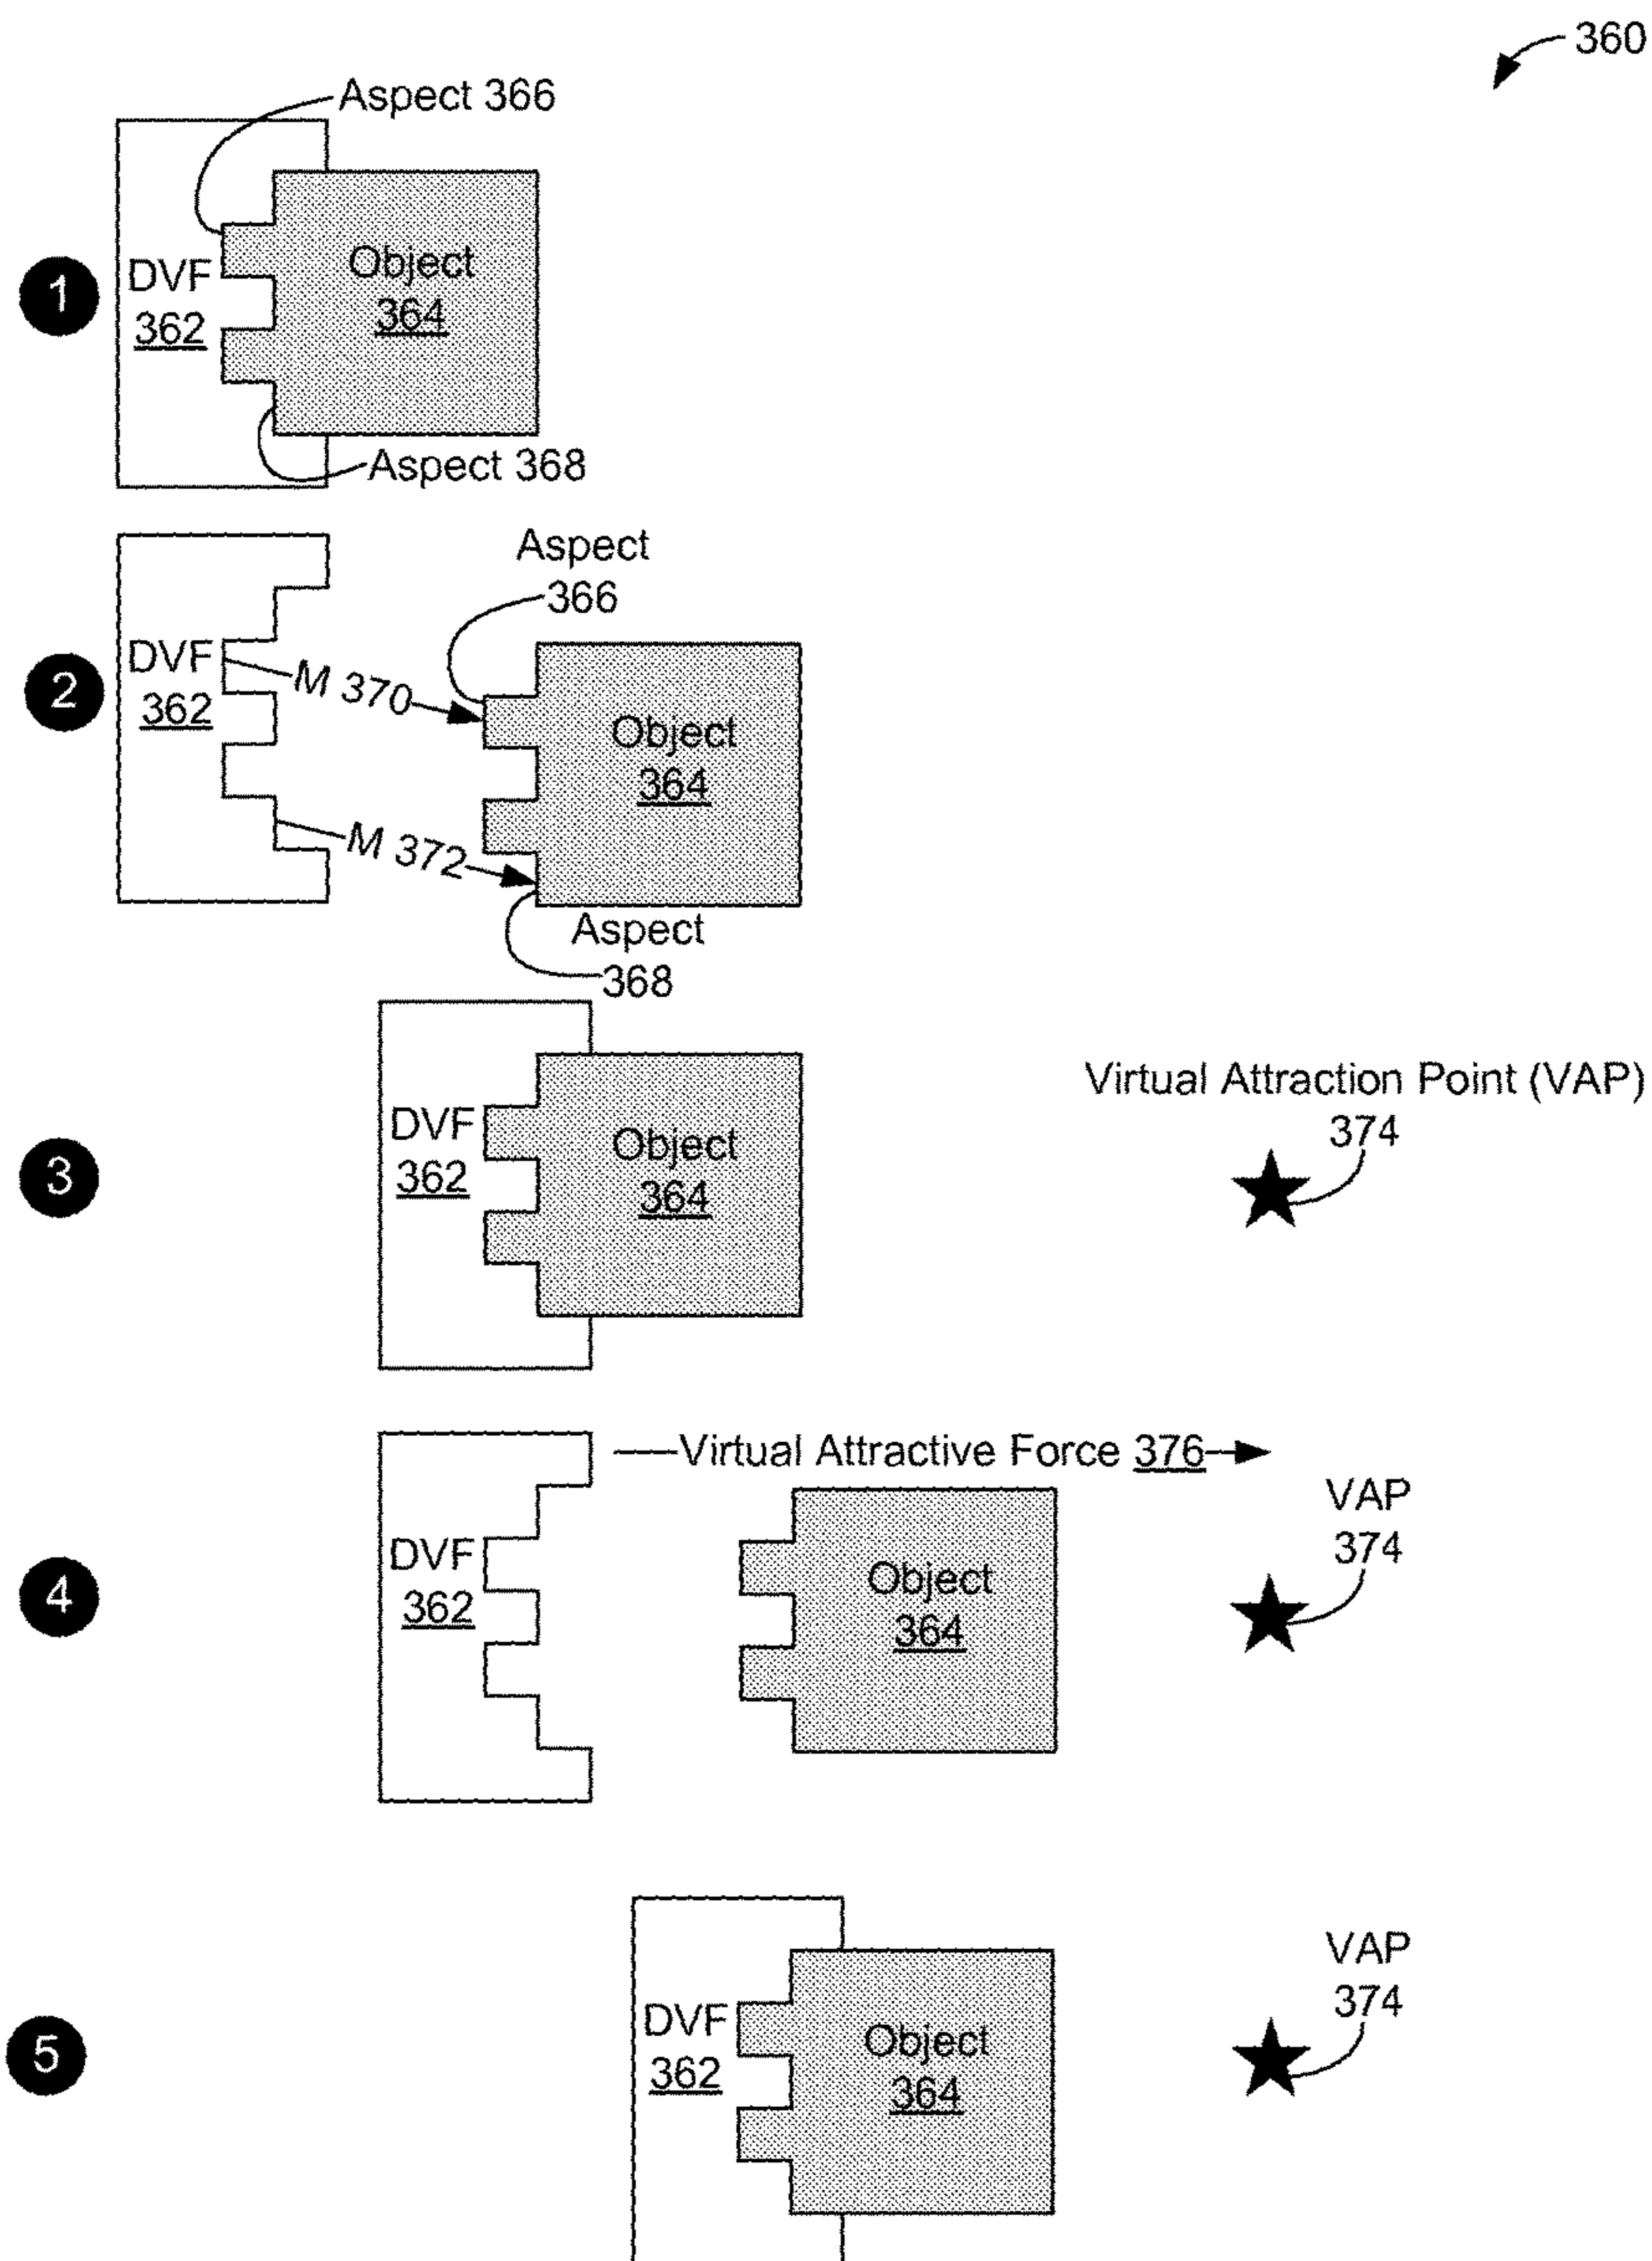 360
Aspect 366
1
DVF
362
Object
364
Aspect 368
2
DVF
362
M 370
M 372
Aspect
366
Object
364
Aspect
368
3
DVF
362
Object
364
Virtual Attraction Point (VAP)
374
4
DVF
362
Virtual Attractive Force 376
Object
364
VAP
374
5
DVF
362
Object
364
VAP
374